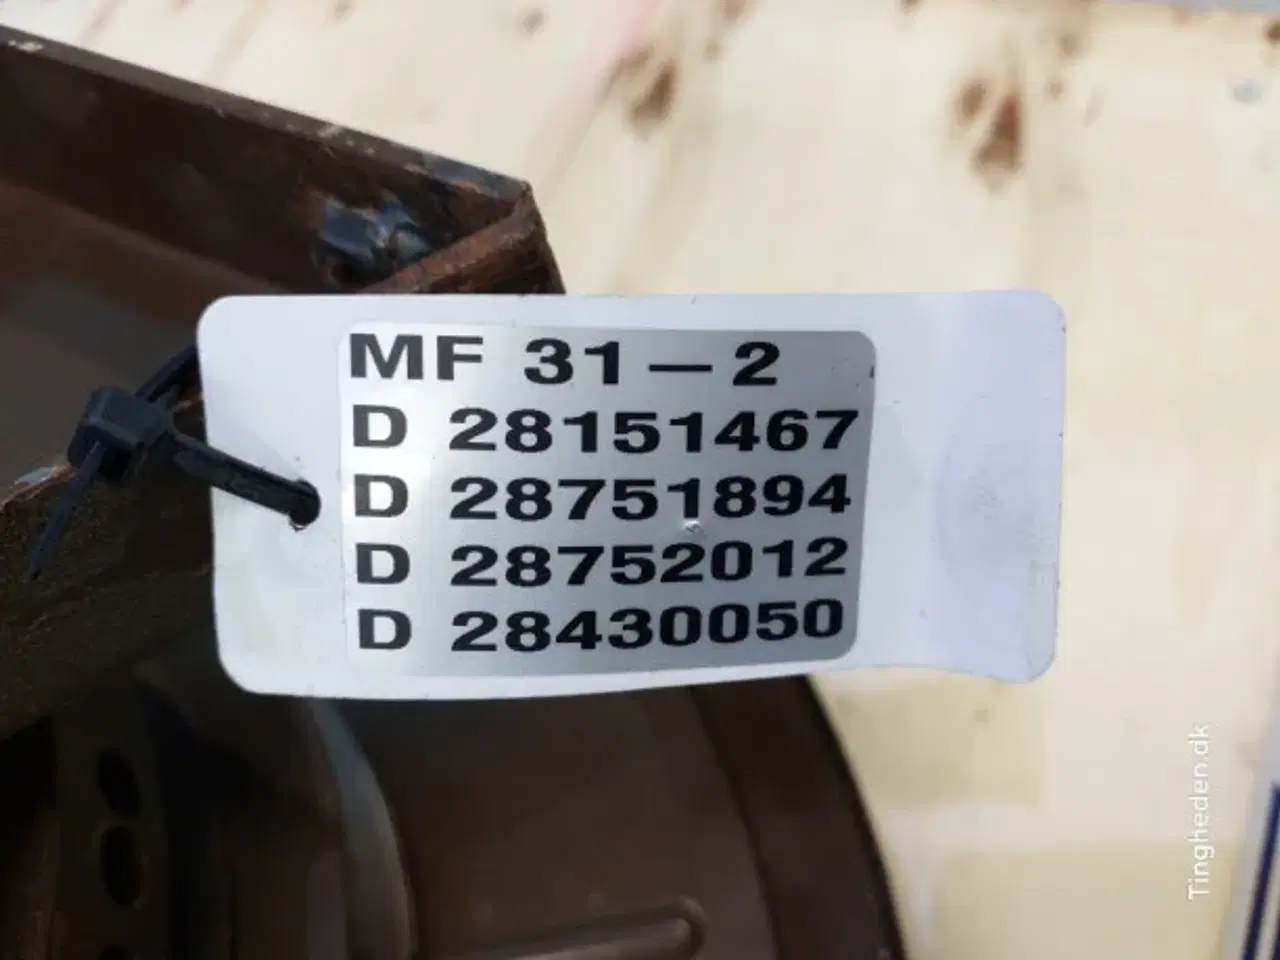 MF 31 — 2
D 28151467
D 28751894
D 28752012
D 28430050
Tingheden.dk